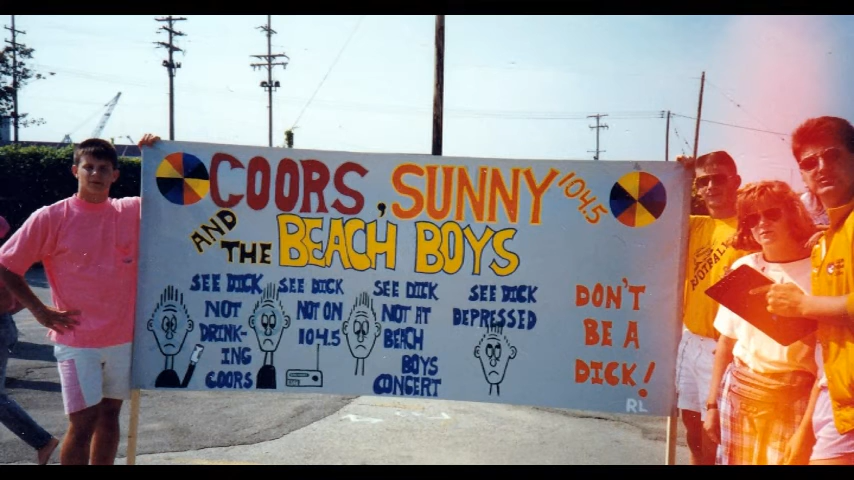 COORS, SUNNY 104.5
AND THE BEACH BOYS
SEE DICK
NOT
DRINK-
ING
COORS
SEE DICK
NOT ON
104.5
SEE DICK
NOT AT
BEACH
BOYS
CONCERT
SEE DICK
DEPRESSED
DON'T
BE A
DICK!
RL